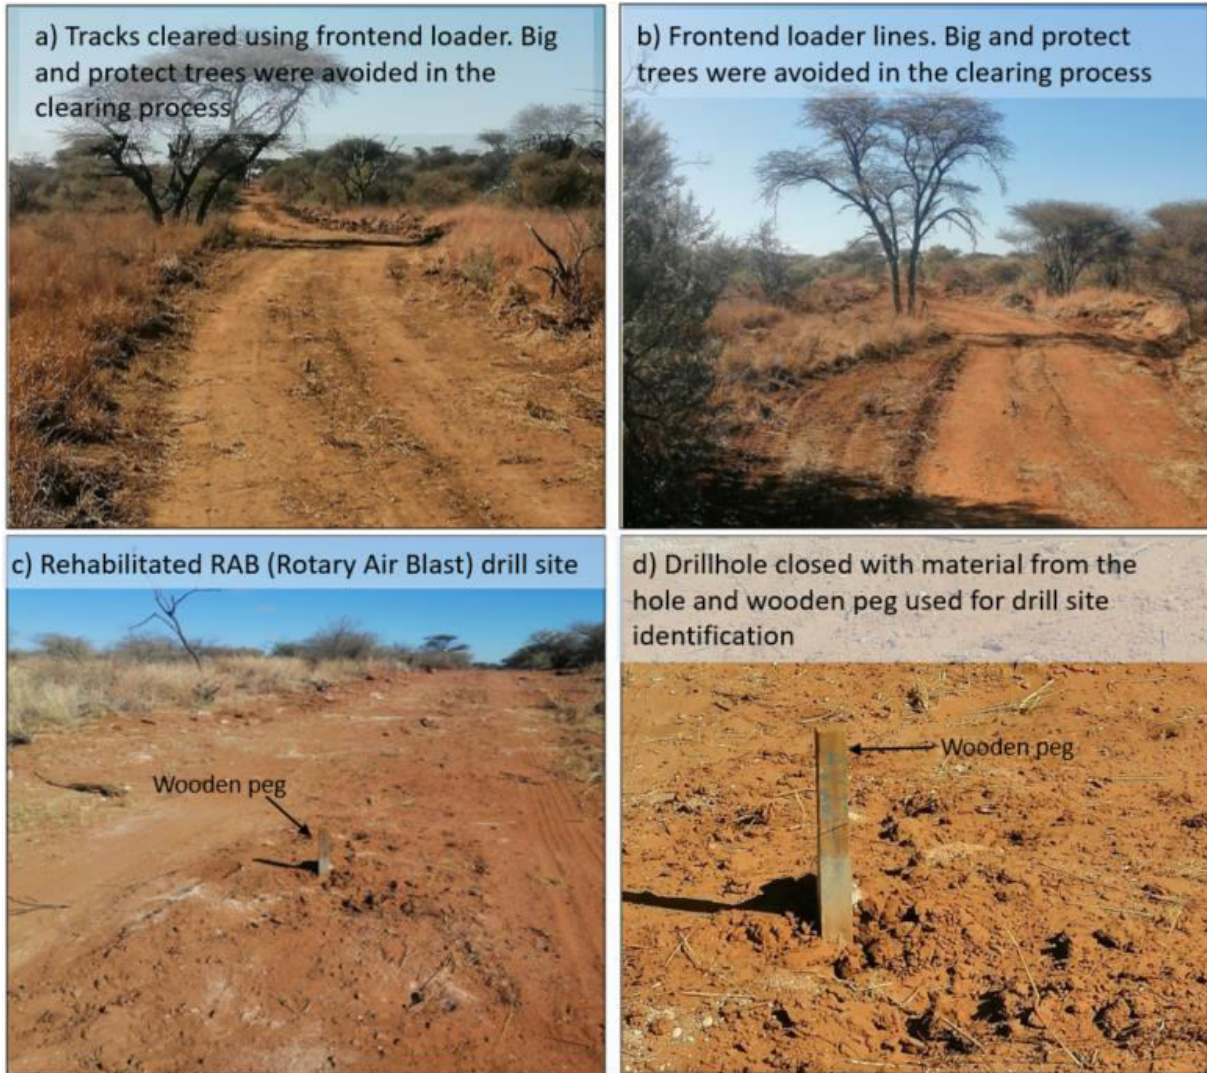 a) Tracks cleared using frontend loader. Big
and protect trees were avoided in the
clearing process
b) Frontend loader lines. Big and protect
trees were avoided in the clearing process
c) Rehabilitated RAB (Rotary Air Blast) drill site
Wooden peg
d) Drillhole closed with material from the
hole and wooden peg used for drill site
identification
Wooden peg